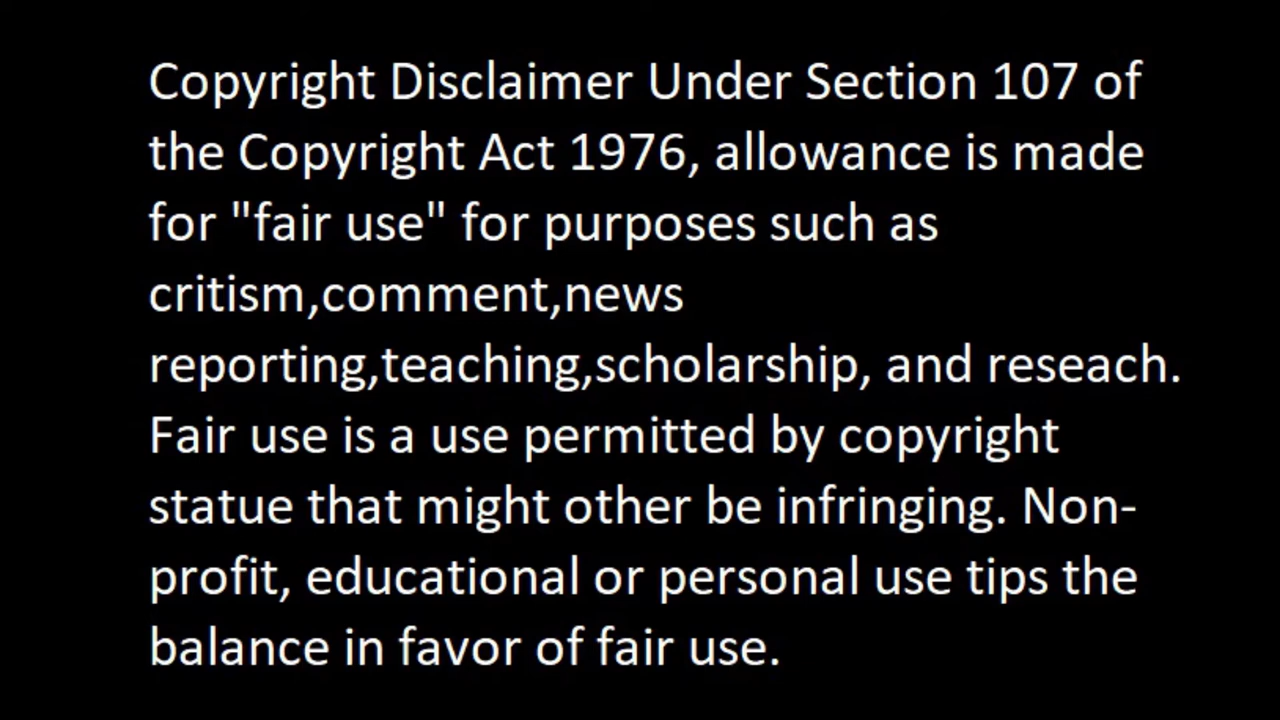 Copyright Disclaimer Under Section 107 of
the Copyright Act 1976, allowance is made
for "fair use" for purposes such as
critism,comment,news
reporting,teaching,scholarship, and reseach.
Fair use is a use permitted by copyright
statue that might other be infringing. Non-
profit, educational or personal use tips the
balance in favor of fair use.